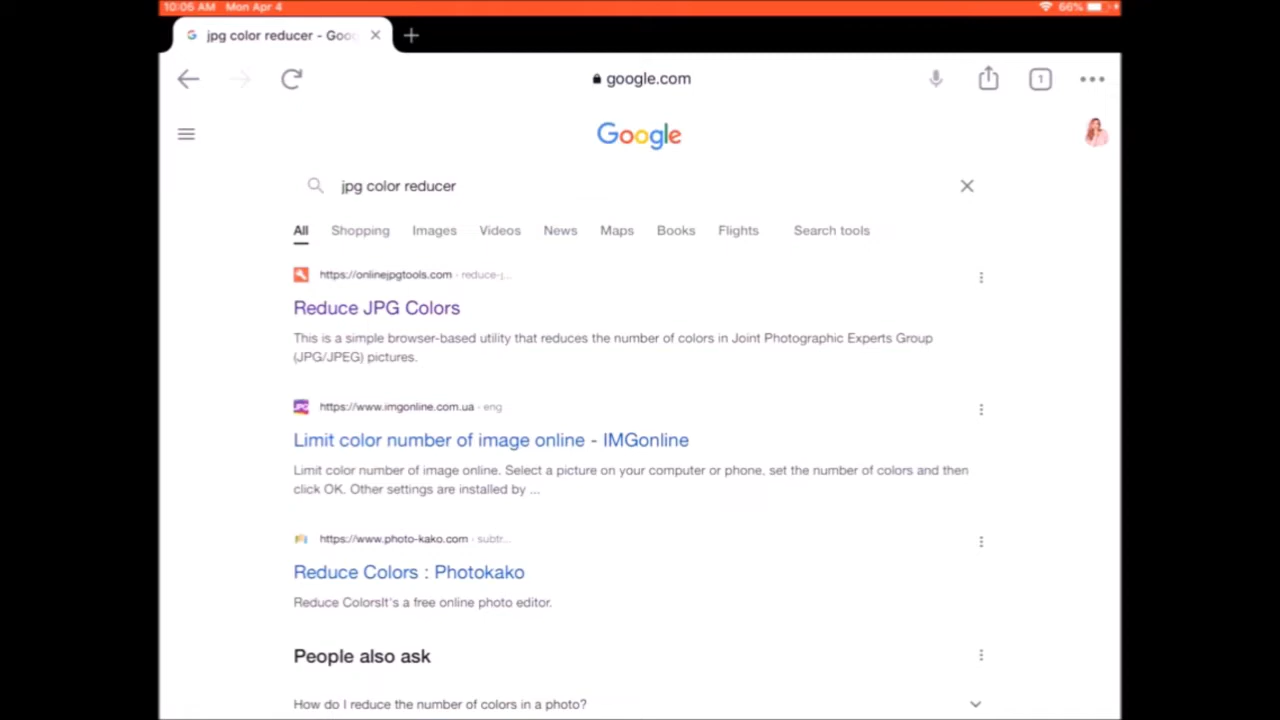 10:05 AM Mon Apr 4 66%
jpg color reducer - Goo
google.com 1
Google
jpg color reducer
All Shopping Images Videos News Maps Books Flights Search tools
https://onlinejpgtools.com · reduce-j...
Reduce JPG Colors
This is a simple browser-based utility that reduces the number of colors in Joint Photographic Experts Group
(JPG/JPEG) pictures.
JPG https://www.imgonline.com.ua · eng
Limit color number of image online - IMGonline
Limit color number of image online. Select a picture on your computer or phone, set the number of colors and then
click OK. Other settings are installed by ...
https://www.photo-kako.com · subtr...
Reduce Colors : Photokako
Reduce ColorsIt's a free online photo editor.
People also ask
How do I reduce the number of colors in a photo?